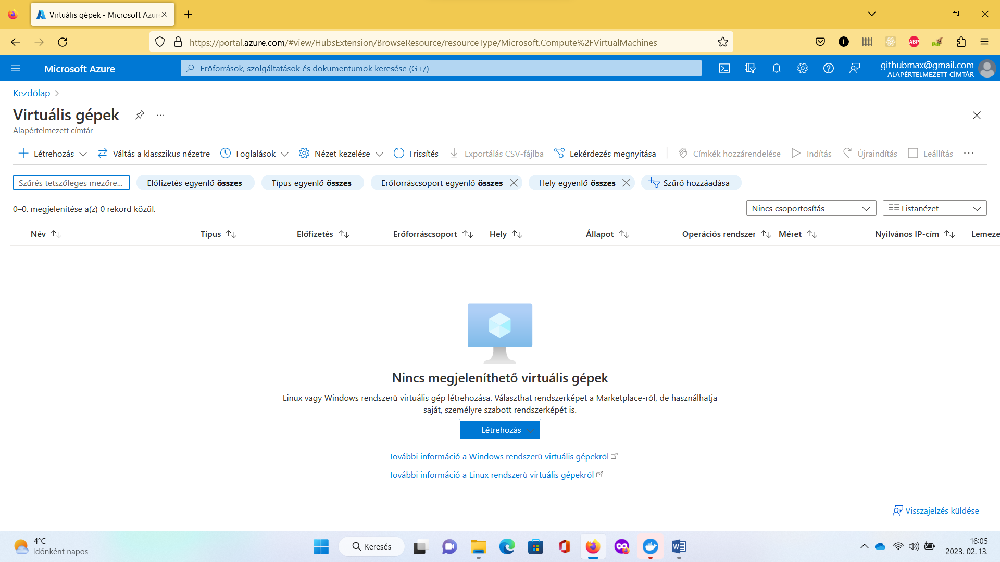 Virtuális gépek - Microsoft Azur
https://portal.azure.com/#view/HubsExtension/BrowseResource/resourceType/Microsoft.Compute%2FVirtualMachines
ABP
Microsoft Azure
Erőforrások, szolgáltatások és dokumentumok keresése (G+/)
githubmax@gmail.com
ALAPÉRTELMEZETT CÍMTÁR
Kezdőlap
Virtuális gépek
Alapértelmezett címtár
Létrehozás
Váltás a klasszikus nézetre
Foglalások
Nézet kezelése
Frissítés
Exportálás CSV-fájlba
Lekérdezés megnyitása
Címkék hozzárendelése
Indítás
Újraindítás
Leállítás
Szűrés tetszőleges mezőre...
Előfizetés egyenlő összes
Típus egyenlő összes
Erőforráscsoport egyenlő összes
Hely egyenlő összes
Szűrő hozzáadása
0–0. megjelenítése a(z) 0 rekord közül.
Nincs csoportosítás
Listanézet
Név
Típus
Előfizetés
Erőforráscsoport
Hely
Állapot
Operációs rendszer
Méret
Nyilvános IP-cím
Lemeze
Nincs megjeleníthető virtuális gépek
Linux vagy Windows rendszerű virtuális gép létrehozása. Választhat rendszerképet a Marketplace-ről, de használhatja
saját, személyre szabott rendszerképét is.
Létrehozás
További információ a Windows rendszerű virtuális gépekről
További információ a Linux rendszerű virtuális gépekről
Visszajelzés küldése
4°C
Időnként napos
Keresés
16:05
2023. 02. 13.